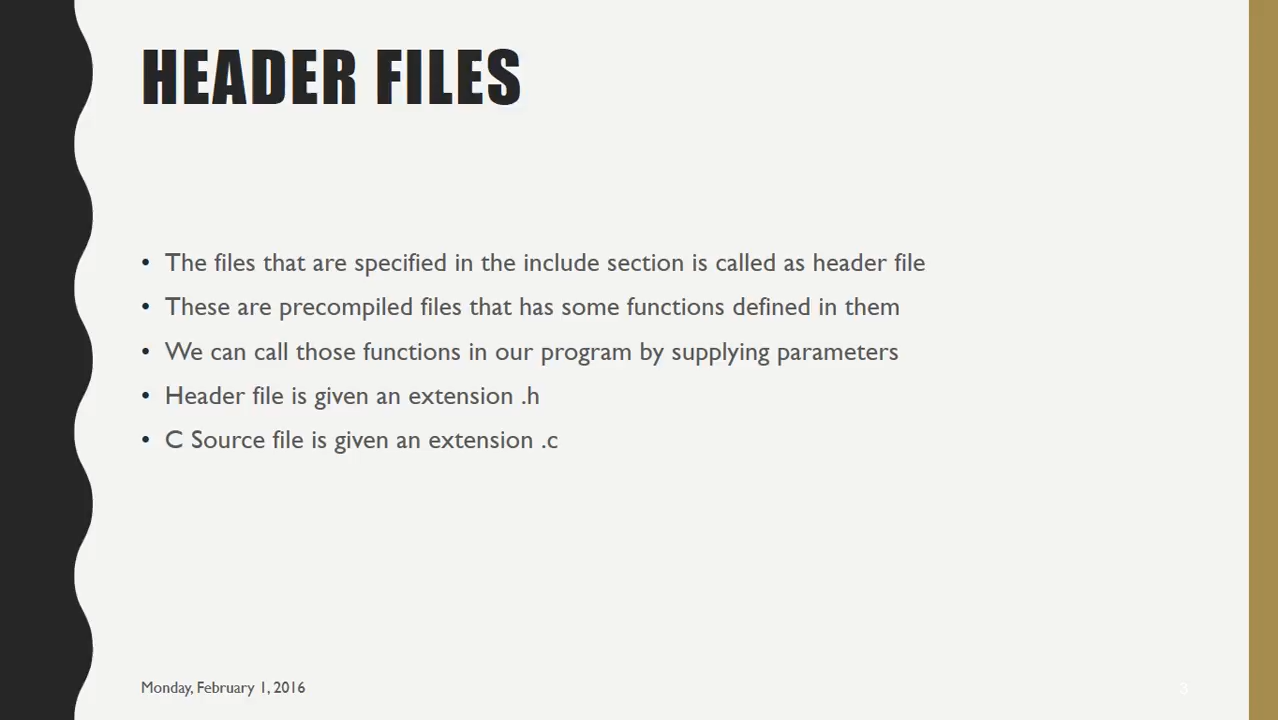 HEADER FILES
• The files that are specified in the include section is called as header file
• These are precompiled files that has some functions defined in them
• We can call those functions in our program by supplying parameters
• Header file is given an extension .h
• C Source file is given an extension .c
Monday, February 1, 2016
3